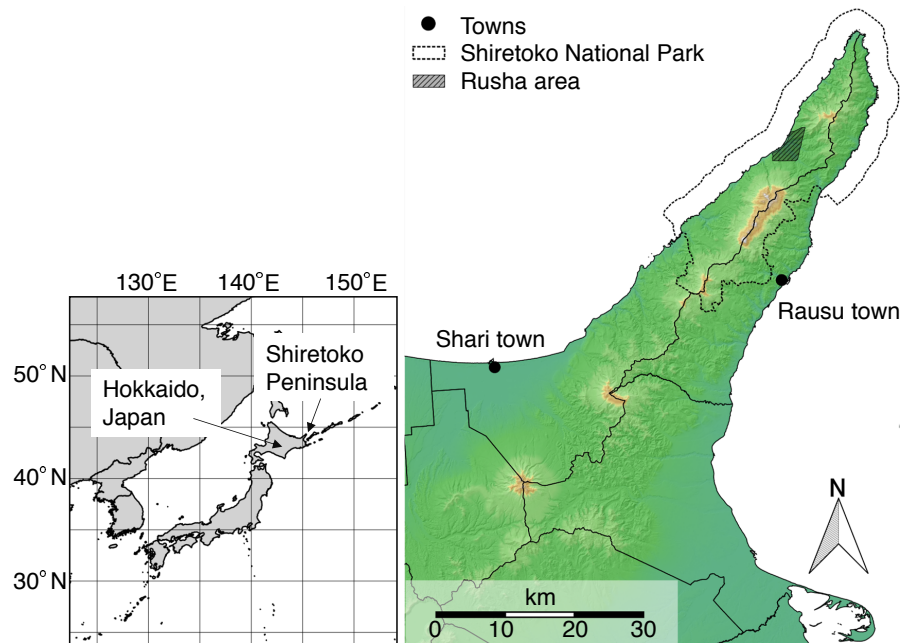 Towns
Shiretoko National Park
Rusha area
Rausu town
Shari town
N
km
0 10 20 30
130°E 140°E 150°E
50°N
40°N
30°N
Shiretoko
Peninsula
Hokkaido,
Japan